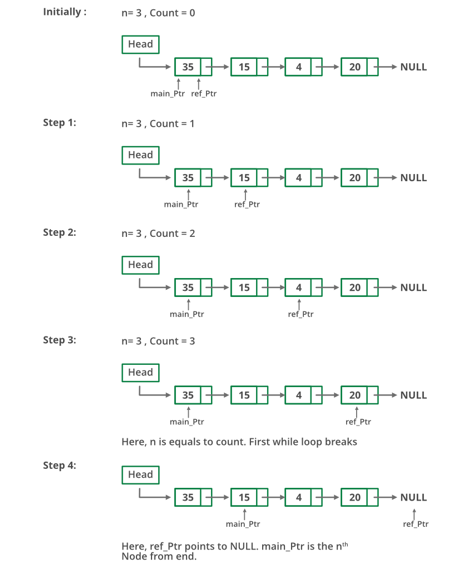 Initially :
n= 3 , Count = 0
Head
35 15 4 20 NULL
main_Ptr ref_Ptr
Step 1:
n= 3 , Count = 1
Head
35 15 4 20 NULL
main_Ptr ref_Ptr
Step 2:
n= 3 , Count = 2
Head
35 15 4 20 NULL
main_Ptr ref_Ptr
Step 3:
n= 3 , Count = 3
Head
35 15 4 20 NULL
main_Ptr ref_Ptr
Here, n is equals to count. First while loop breaks
Step 4:
Head
35 15 4 20 NULL
main_Ptr ref_Ptr
Here, ref_Ptr points to NULL. main_Ptr is the nth
Node from end.